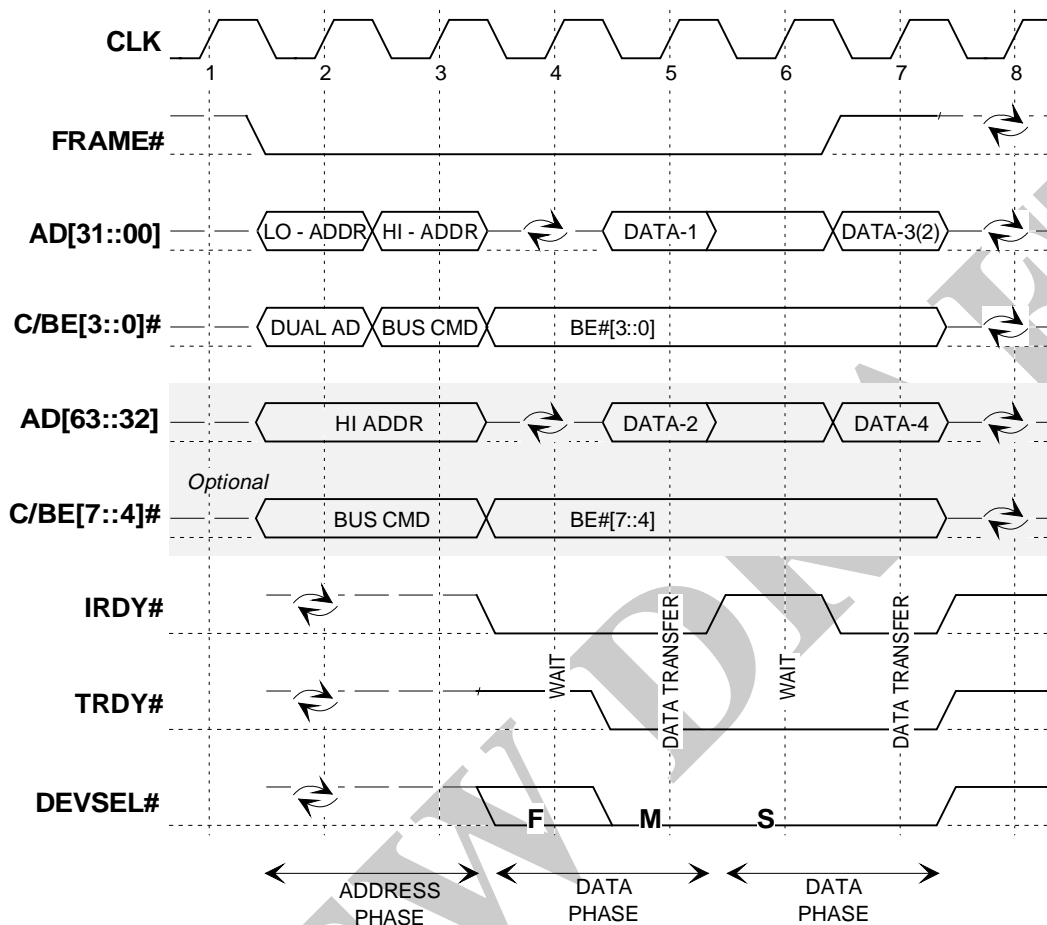 CLK
1 2 3 4 5 6 7 8
FRAME#
AD[31::00] LO - ADDR HI - ADDR DATA-1 DATA-3(2)
C/BE[3::0]# DUAL AD BUS CMD BE#[3::0]
AD[63::32] HI ADDR DATA-2 DATA-4
Optional
C/BE[7::4]# BUS CMD BE#[7::4]
IRDY#
WAIT
DATA TRANSFER
WAIT
DATA TRANSFER
TRDY#
DEVSEL# F M S
ADDRESS
PHASE
DATA
PHASE
DATA
PHASE